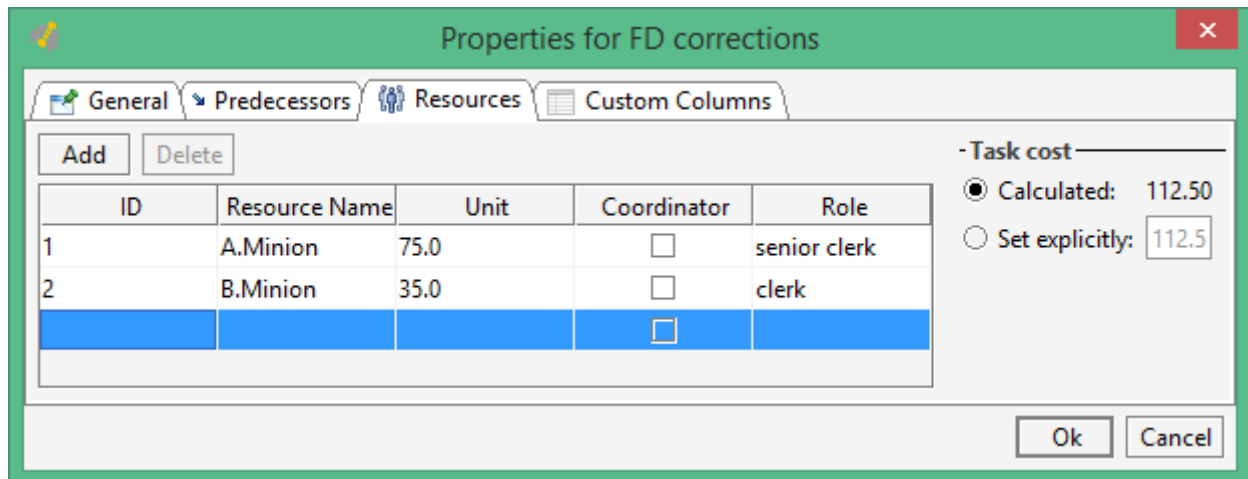 Properties for FD corrections
General Predecessors Resources Custom Columns
Add Delete
Task cost
Calculated: 112.50
Set explicitly: 112.5
ID Resource Name Unit Coordinator Role
1 A.Minion 75.0 senior clerk
2 B.Minion 35.0 clerk
Ok Cancel